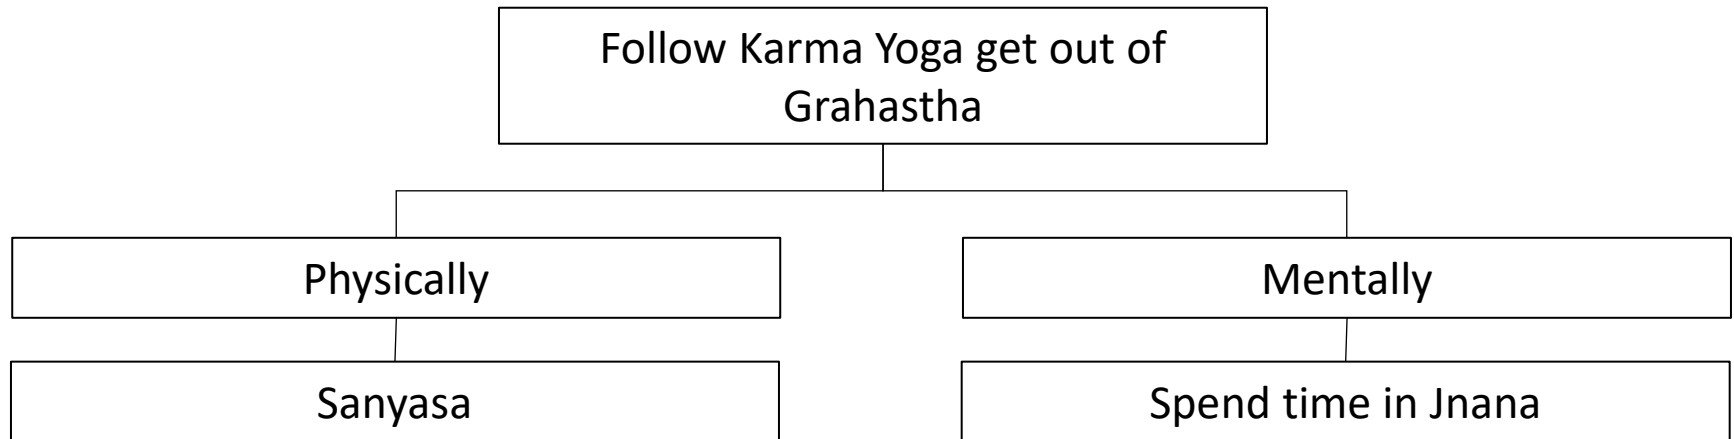 Follow Karma Yoga get out of
Grahastha
Physically
Mentally
Sanyasa
Spend time in Jnana